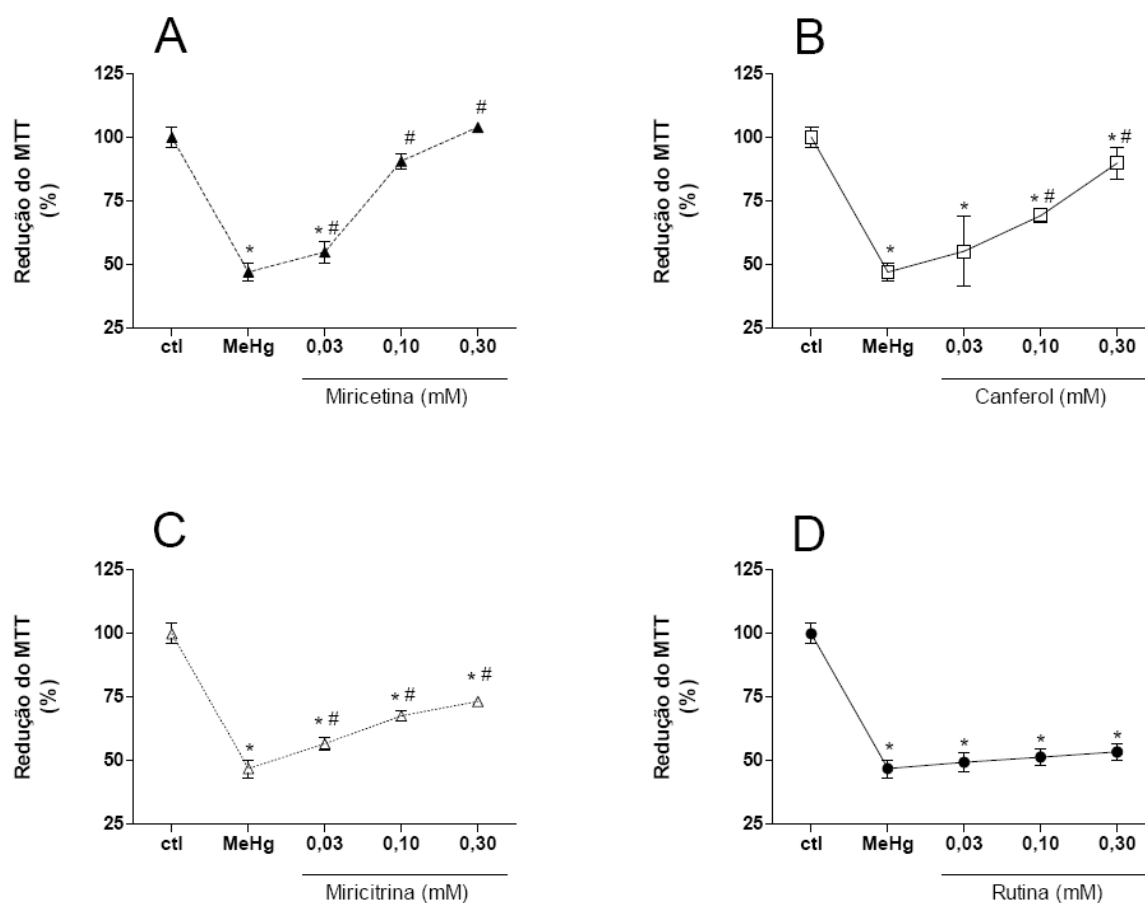 A
125
100
75
50
25
Redução do MTT
(%)
*
* #
#
#
ctl MeHg 0,03 0,10 0,30
Miricetina (mM)
B
125
100
75
50
25
Redução do MTT
(%)
*
*
* #
* #
ctl MeHg 0,03 0,10 0,30
Canferol (mM)
C
125
100
75
50
25
Redução do MTT
(%)
*
* #
* #
* #
ctl MeHg 0,03 0,10 0,30
Miricitrina (mM)
D
125
100
75
50
25
Redução do MTT
(%)
*
*
*
*
ctl MeHg 0,03 0,10 0,30
Rutina (mM)